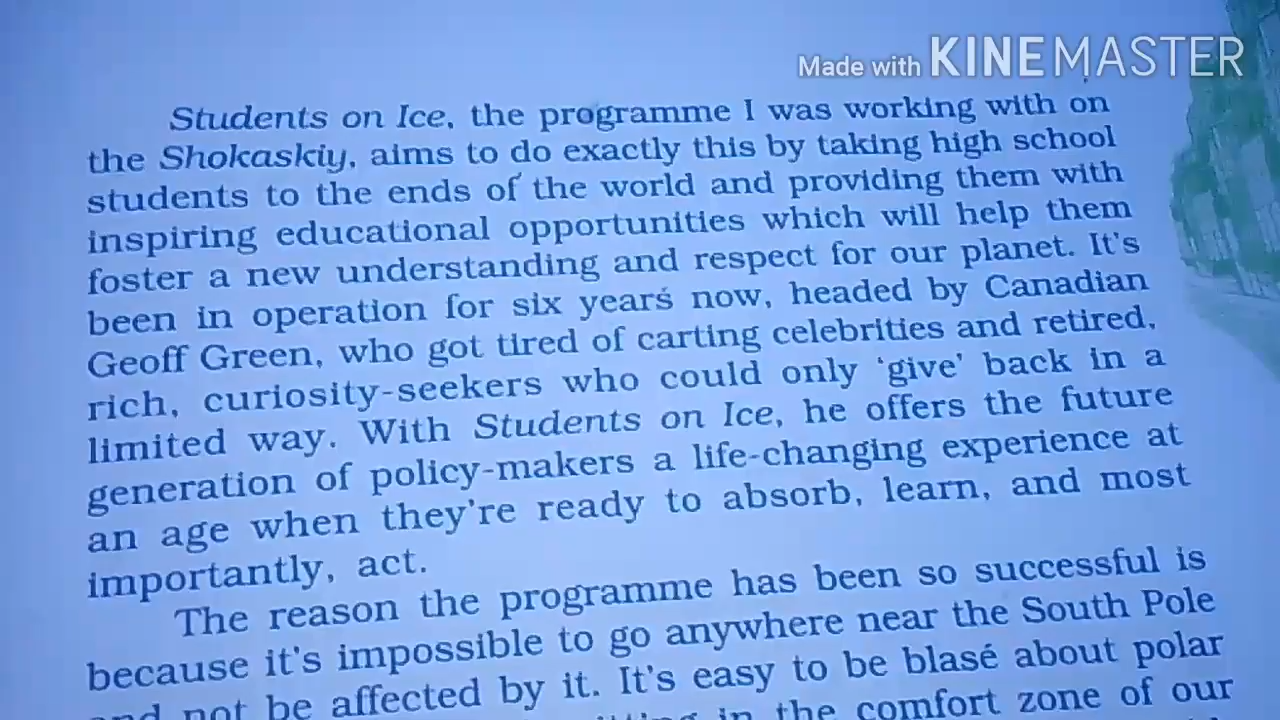 Made with KINEMASTER
Students on Ice, the programme I was working with on
the Shokaskiy, aims to do exactly this by taking high school
students to the ends of the world and providing them with
inspiring educational opportunities which will help them
foster a new understanding and respect for our planet. It's
been in operation for six years now, headed by Canadian
Geoff Green, who got tired of carting celebrities and retired,
rich, curiosity-seekers who could only ‘give’ back in a
limited way. With Students on Ice, he offers the future
generation of policy-makers a life-changing experience at
an age when they're ready to absorb, learn, and most
importantly, act.
The reason the programme has been so successful is
because it's impossible to go anywhere near the South Pole
and not be affected by it. It's easy to be blasé about polar
in the comfort zone of our